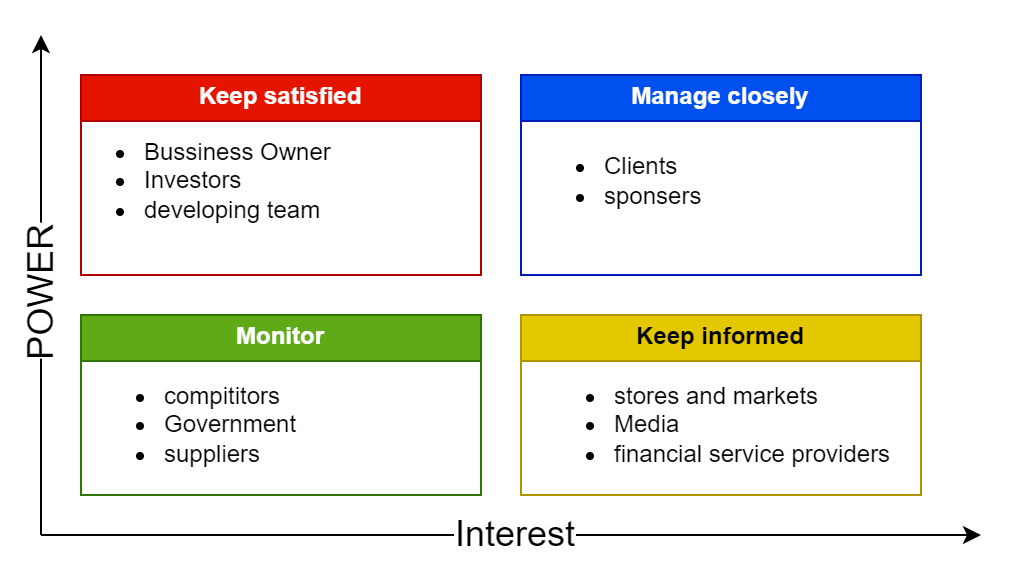 POWER
Keep satisfied
Bussiness Owner
Investors
developing team
Manage closely
Clients
sponsers
Monitor
compititors
Government
suppliers
Keep informed
stores and markets
Media
financial service providers
Interest